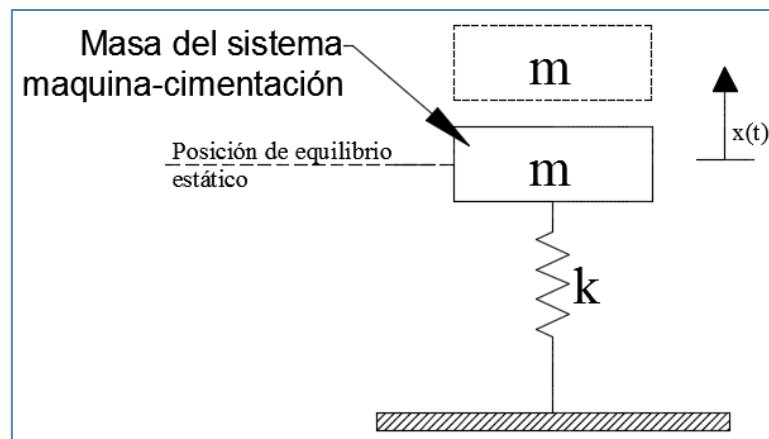 Masa del sistema
maquina-cimentación
m
x(t)
Posición de equilibrio
estático
m
k